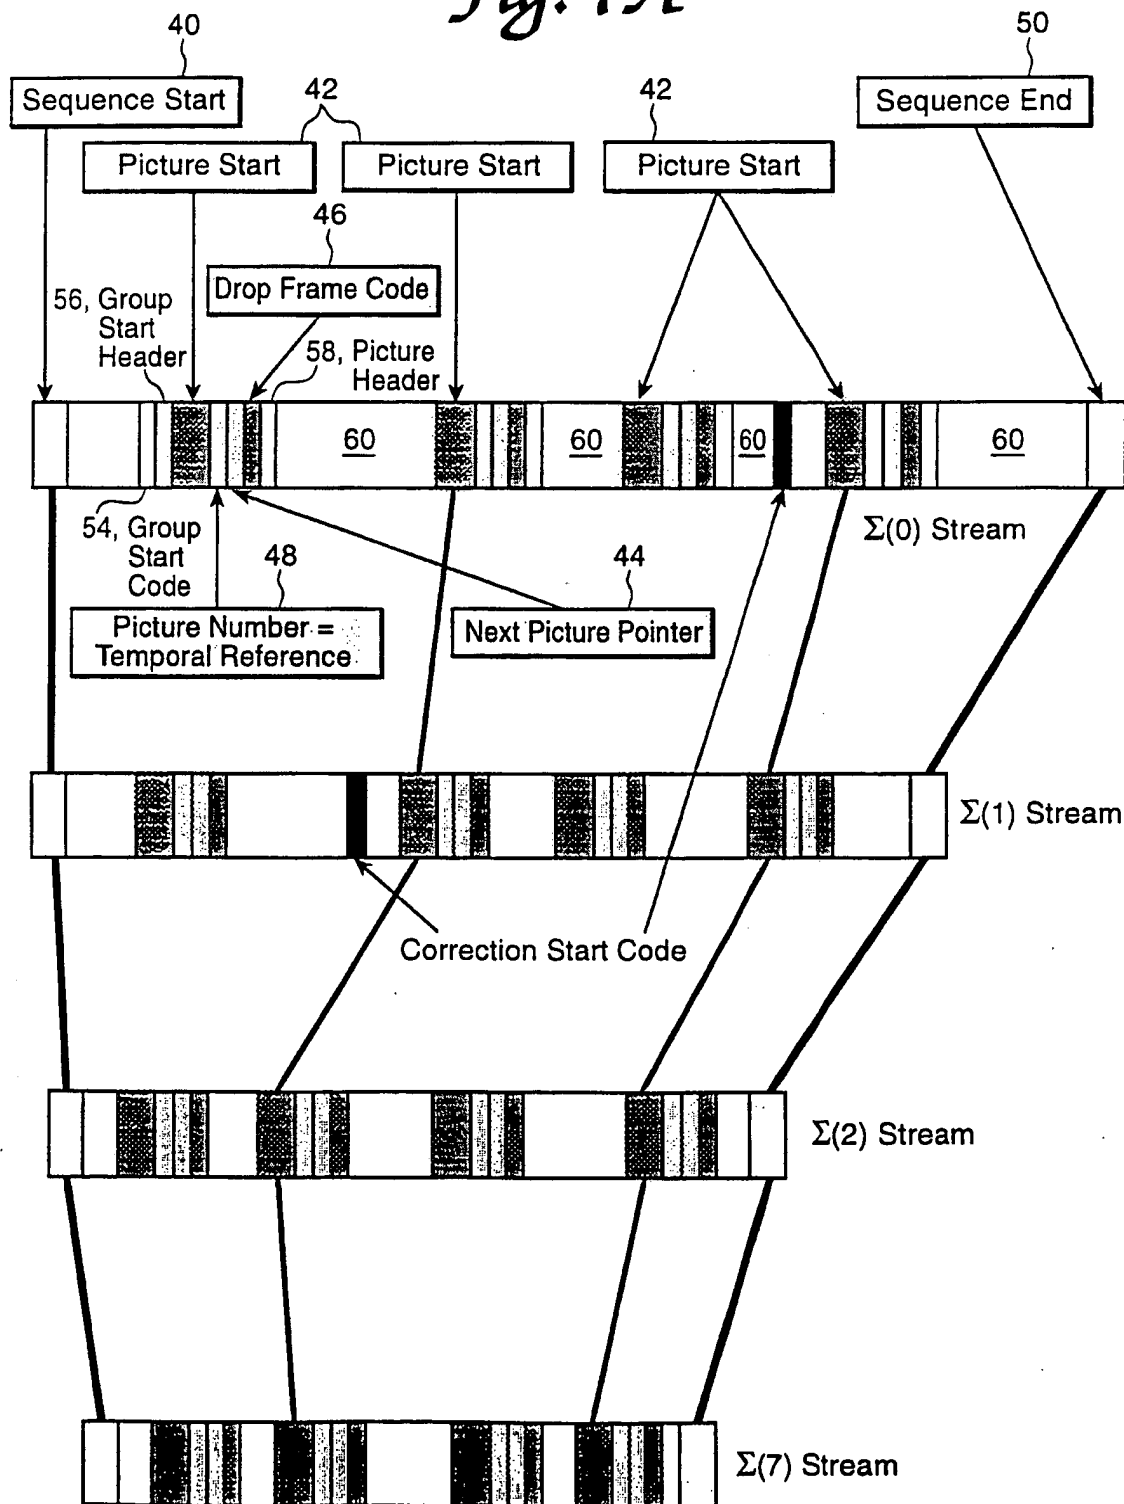 40
50
Sequence Start
42
42
Sequence End
Picture Start
Picture Start
Picture Start
46
Drop Frame Code
56, Group
Start
Header
58, Picture
Header
60
60
60
60
54, Group
Start
Code
Σ(0) Stream
48
44
Picture Number =
Temporal Reference
Next Picture Pointer
Σ(1) Stream
Correction Start Code
Σ(2) Stream
Σ(7) Stream